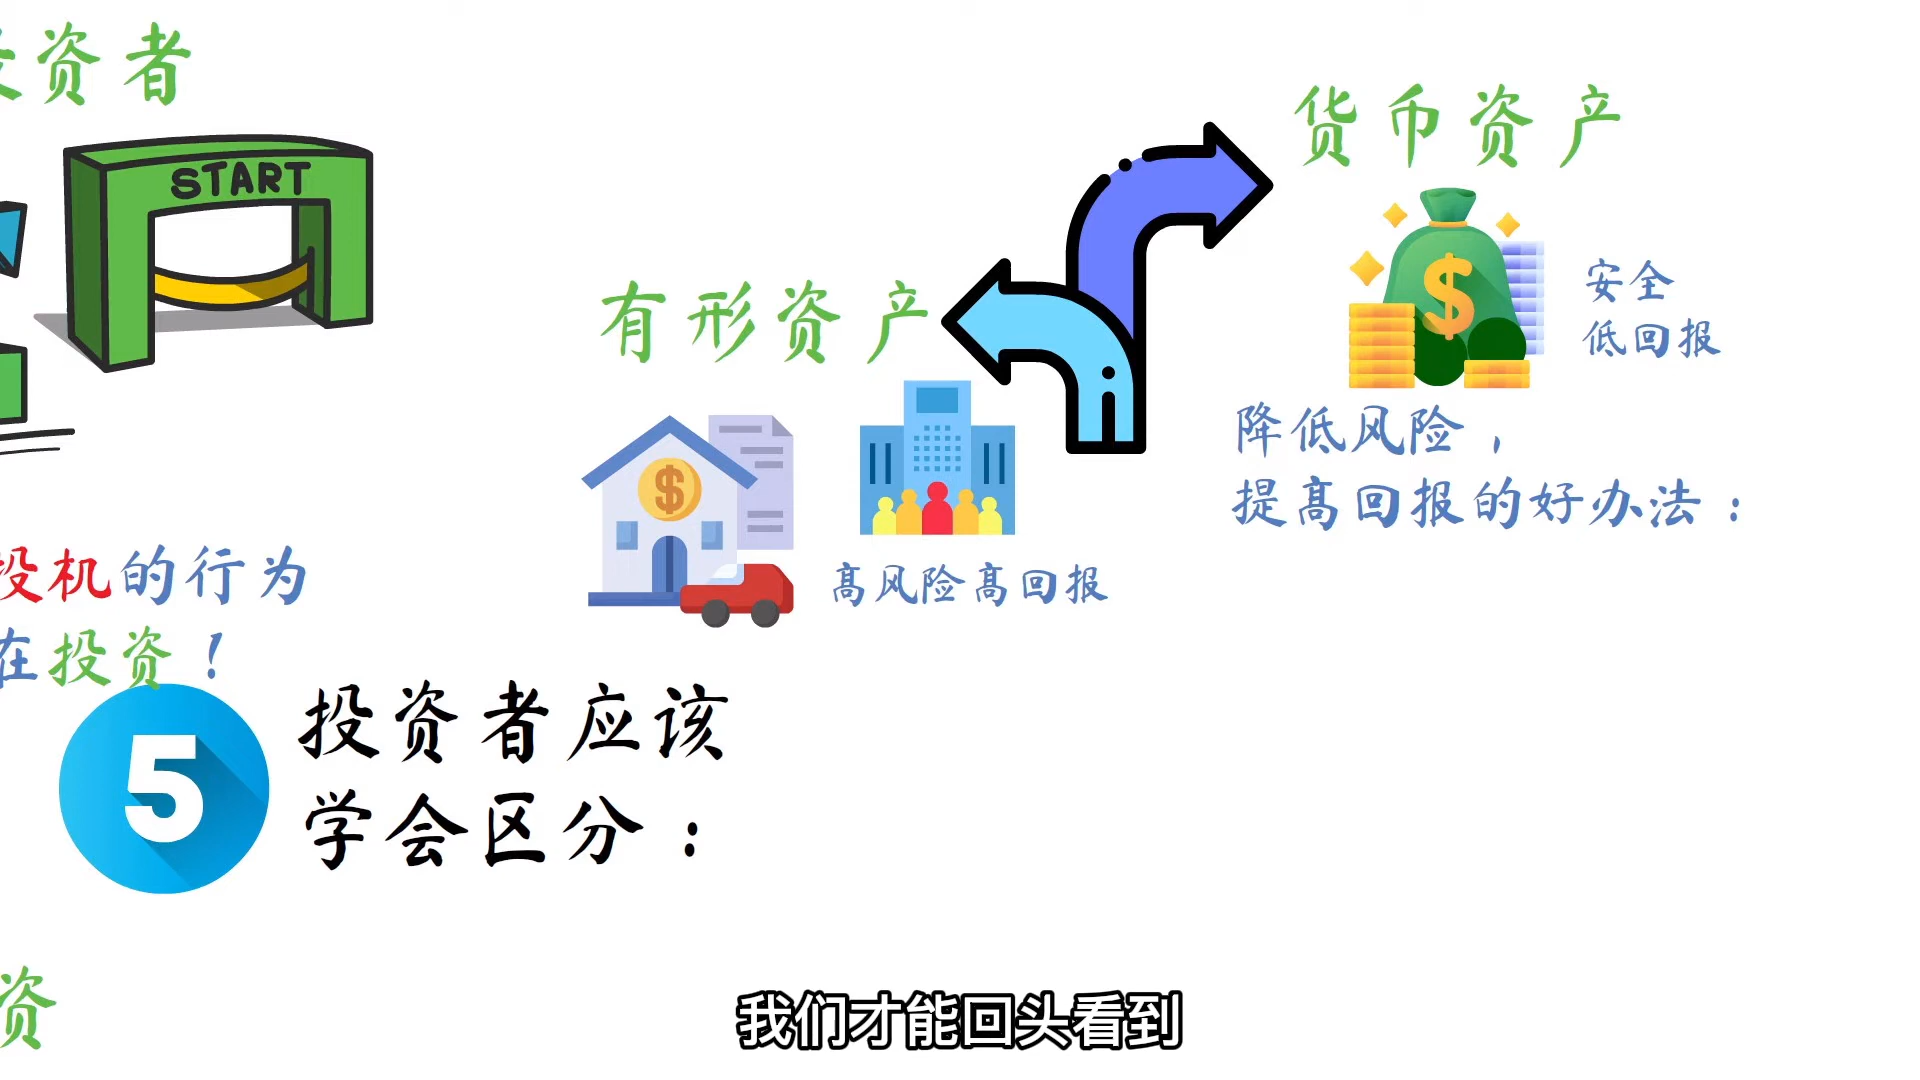 资者
START
货币资产
安全
低回报
有形资产
降低风险，
提高回报的好办法：
高风险高回报
投机的行为
在投资！
5
投资者应该
学会区分：
资
我们才能回头看到